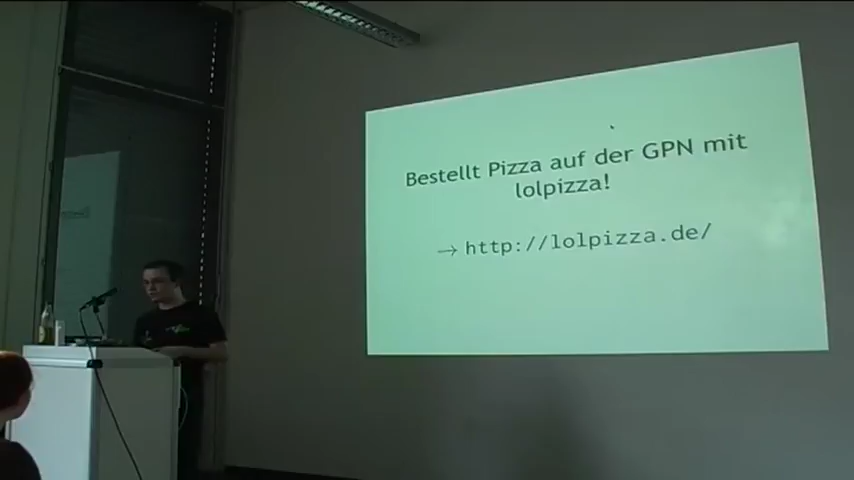 Bestellt Pizza auf der GPN mit
lolpizza!
→ http://lolpizza.de/